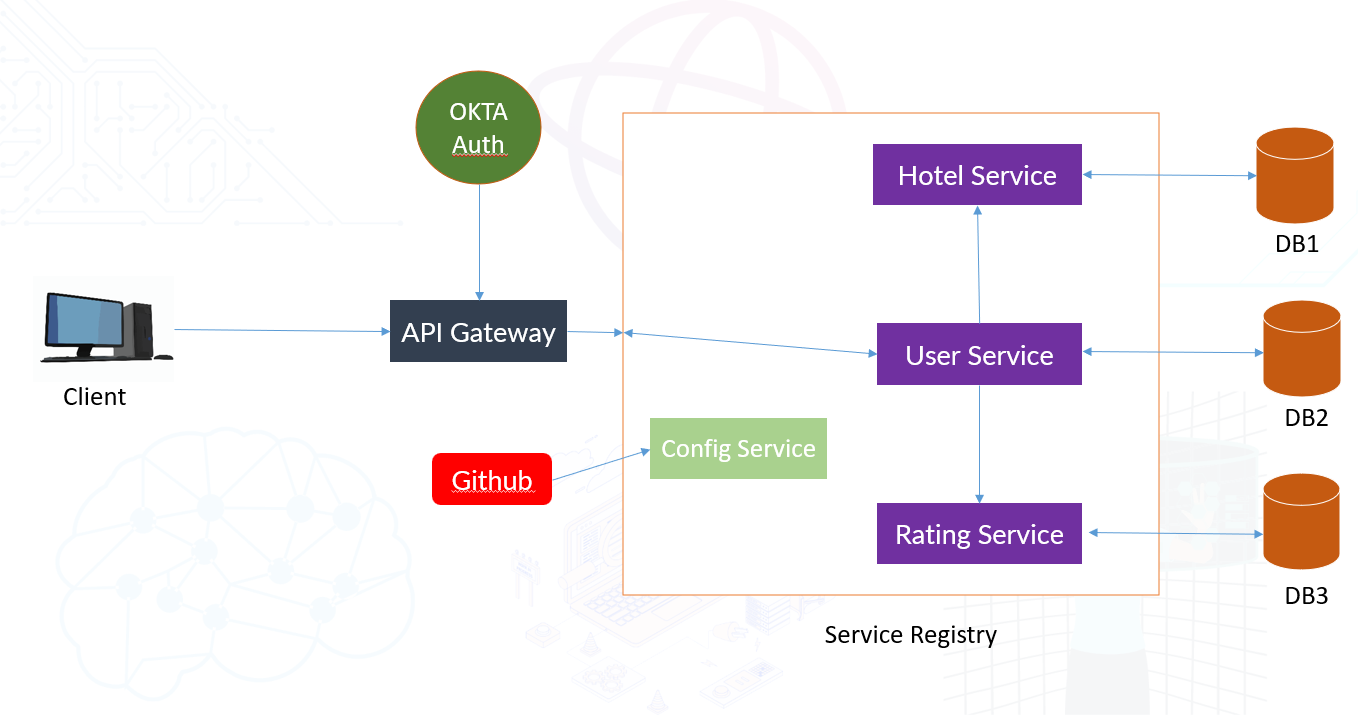 OKTA
Auth
Hotel Service
DB1
API Gateway
User Service
Client
DB2
Config Service
Github
Rating Service
DB3
Service Registry